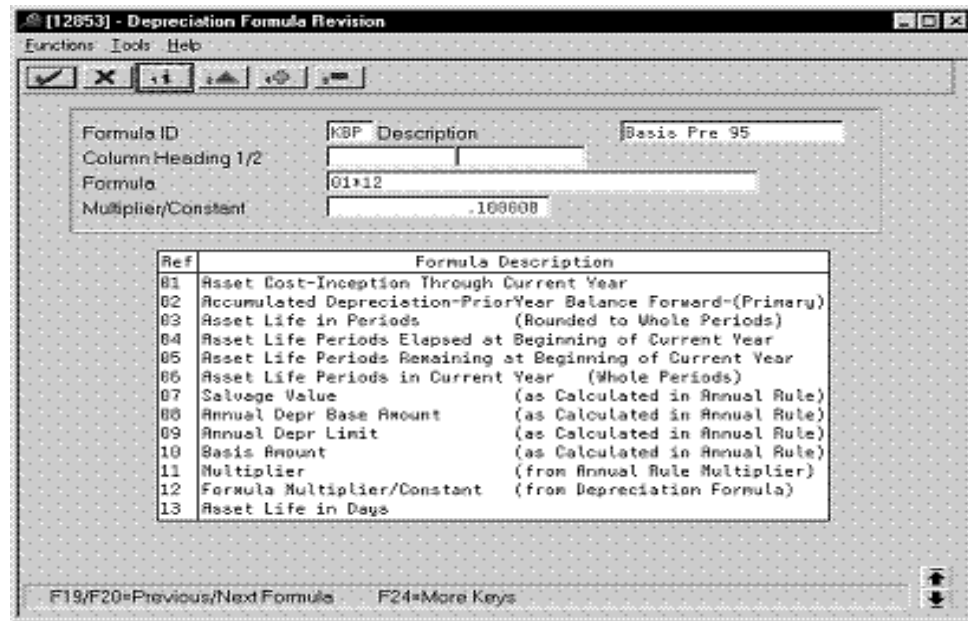 [12853] - Depreciation Formula Revision
Functions Tools Help
Formula ID KBP Description Basis Pre 95
Column Heading 1/2
Formula 01*12
Multiplier/Constant .100000
Ref Formula Description
01 Asset Cost-Inception Through Current Year
02 Accumulated Depreciation-PriorYear Balance Forward-(Primary)
03 Asset Life in Periods (Rounded to Whole Periods)
04 Asset Life Periods Elapsed at Beginning of Current Year
05 Asset Life Periods Remaining at Beginning of Current Year
06 Asset Life Periods in Current Year (Whole Periods)
07 Salvage Value (as Calculated in Annual Rule)
08 Annual Depr Base Amount (as Calculated in Annual Rule)
09 Annual Depr Limit (as Calculated in Annual Rule)
10 Basis Amount (as Calculated in Annual Rule)
11 Multiplier (from Annual Rule Multiplier)
12 Formula Multiplier/Constant (from Depreciation Formula)
13 Asset Life in Days
F19/F20=Previous/Next Formula F24=More Keys